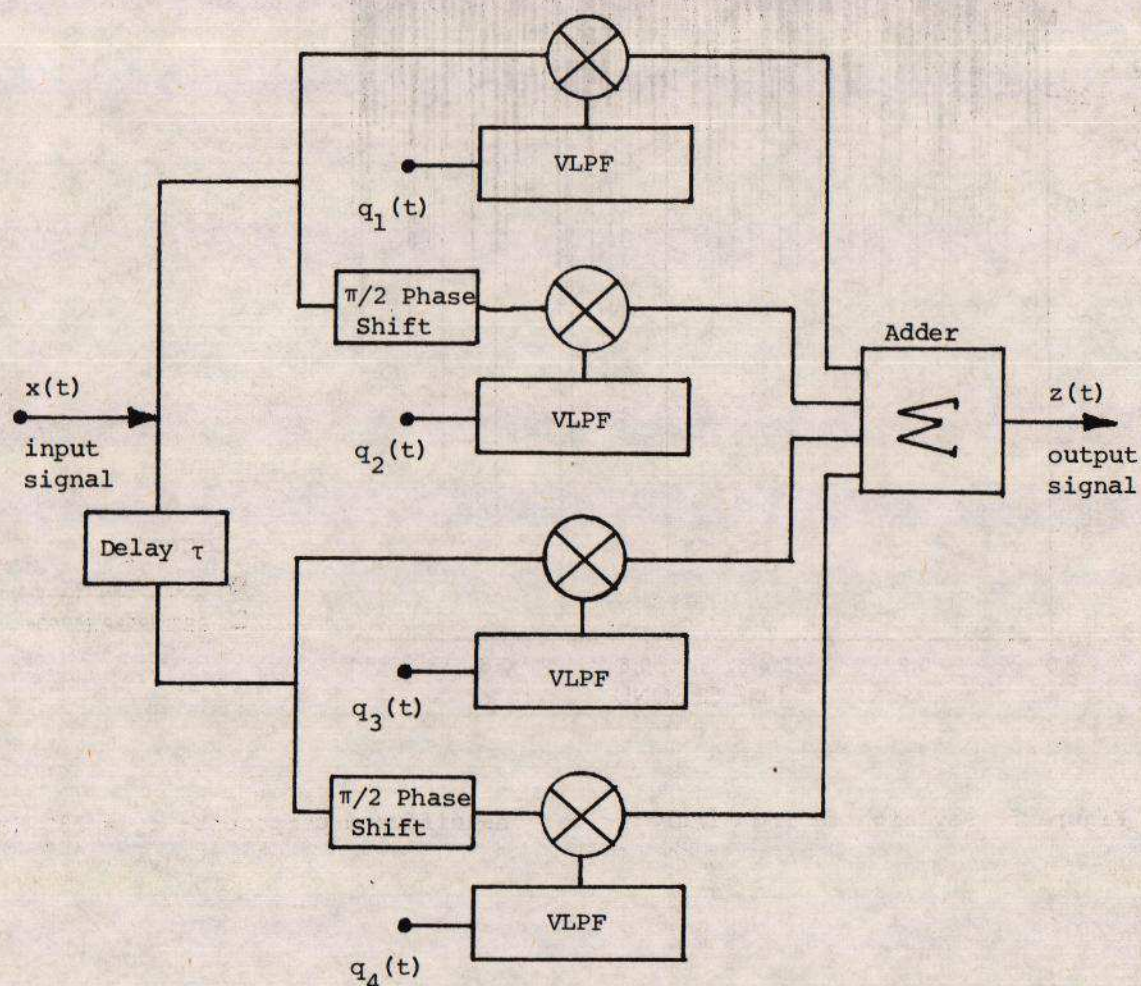 VLPF
q1(t)
π/2 Phase
Shift
VLPF
q2(t)
x(t)
input
signal
Delay τ
Adder
Σ
z(t)
output
signal
VLPF
q3(t)
π/2 Phase
Shift
VLPF
q4(t)